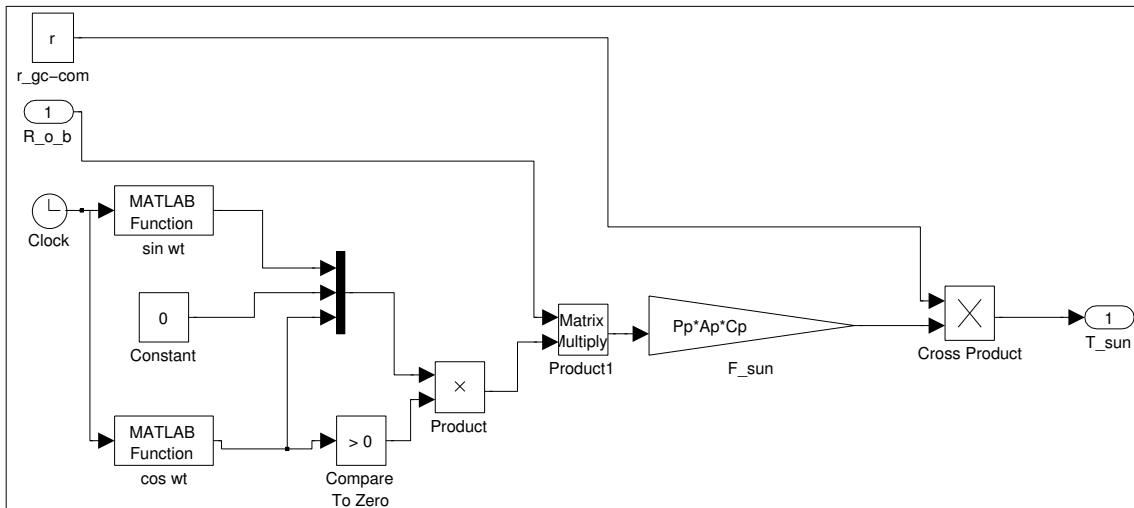 r
r_gc−com
1
R_o_b
Clock
MATLAB
Function
sin wt
0
Constant
MATLAB
Function
cos wt
> 0
Compare
To Zero
×
Product
Matrix
Multiply
Product1
Pp*Ap*Cp
F_sun
Cross Product
1
T_sun